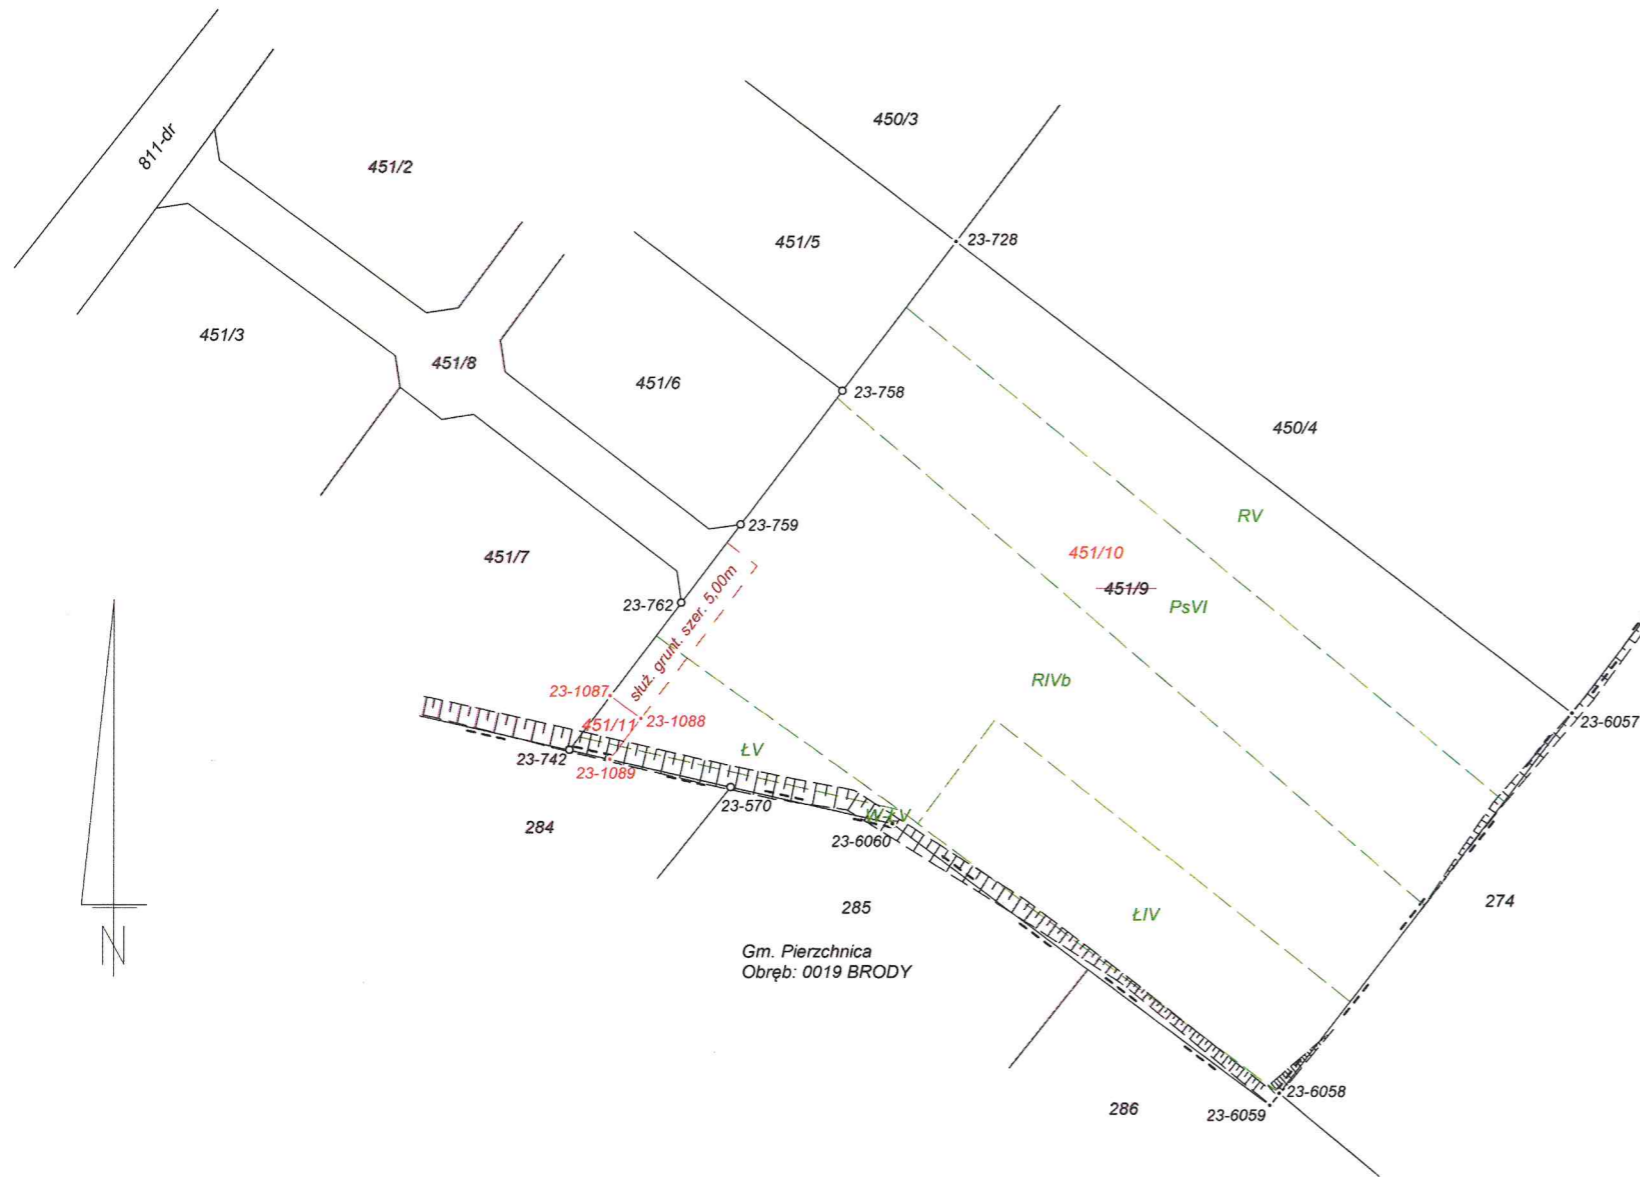 811-dr
450/3
451/2
451/5
23-728
451/3
451/8
451/6
23-758
450/4
RV
23-759
451/10
451/7
451/9
PsVI
23-762
służ. grunt. szer. 5,00m
RIVb
23-1087
23-1088
451/11
23-6057
ŁV
23-742
23-1089
23-570
W-ŁV
284
23-6060
285
ŁIV
274
Gm. Pierzchnica
Obręb: 0019 BRODY
N
23-6058
286
23-6059